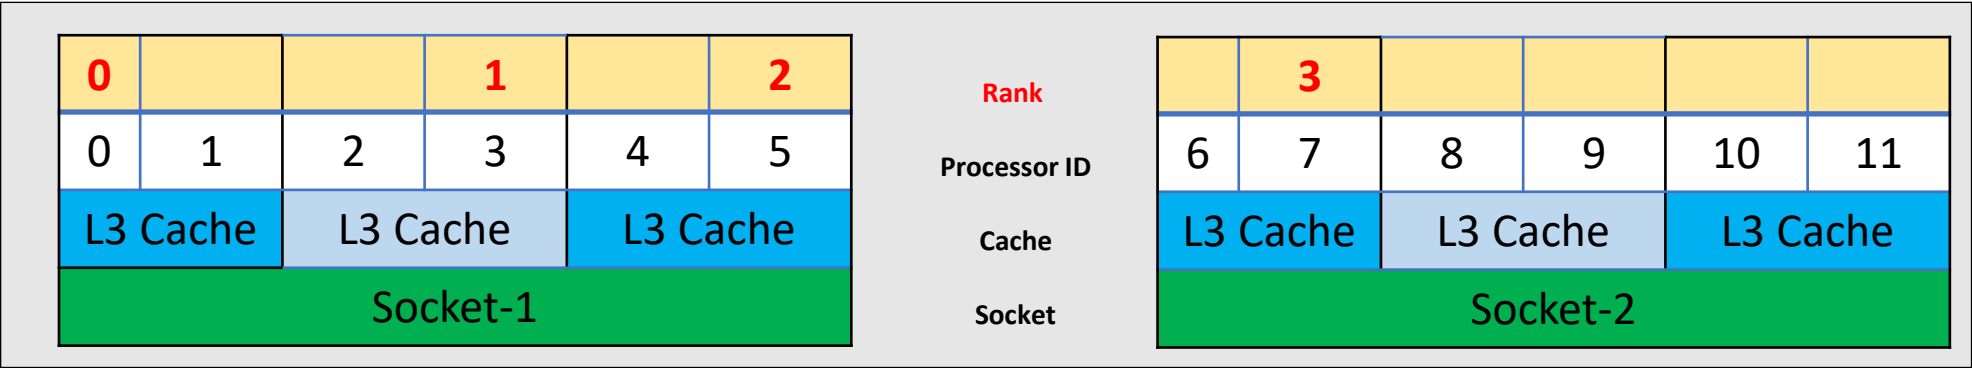 0 1 2
0 1 2 3 4 5
L3 Cache L3 Cache L3 Cache
Socket-1
Rank
Processor ID
Cache
Socket
3
6 7 8 9 10 11
L3 Cache L3 Cache L3 Cache
Socket-2